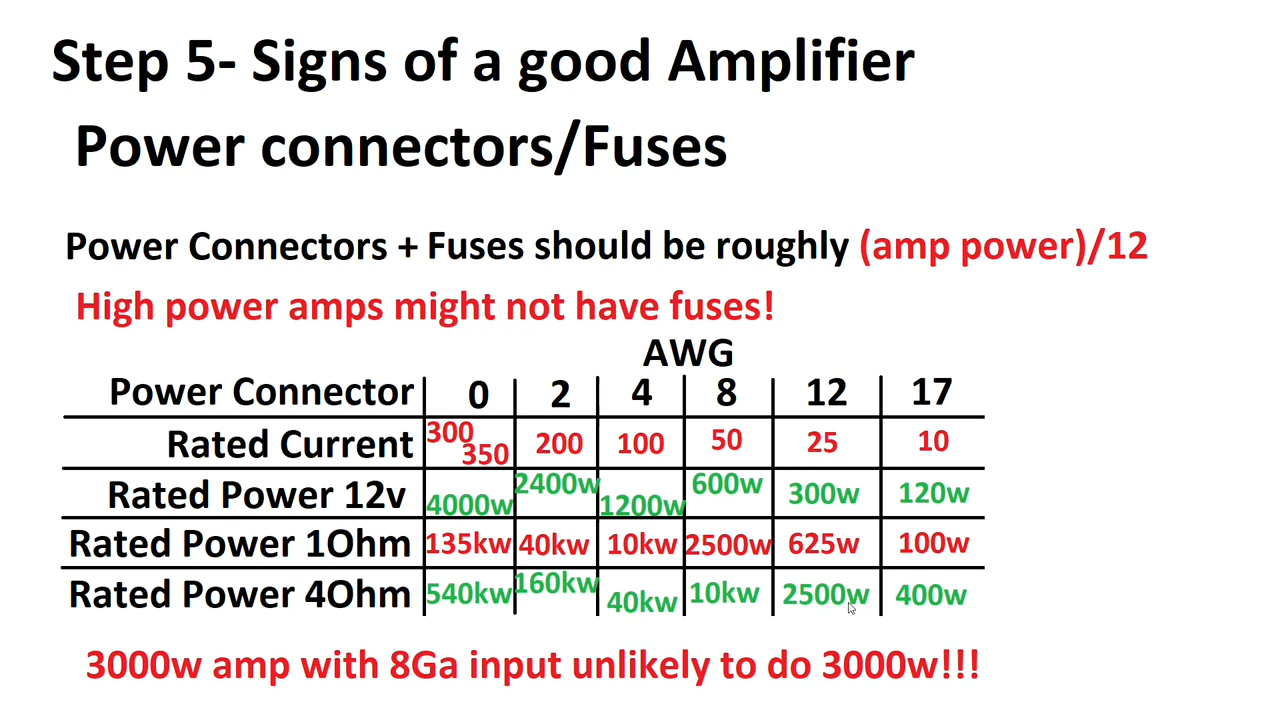 Step 5- Signs of a good Amplifier
Power connectors/Fuses
Power Connectors + Fuses should be roughly (amp power)/12
High power amps might not have fuses!
AWG
Power Connector 0 2 4 8 12 17
Rated Current 300 350 200 100 50 25 10
Rated Power 12v 4000w 2400w 1200w 600w 300w 120w
Rated Power 1Ohm 135kw 40kw 10kw 2500w 625w 100w
Rated Power 4Ohm 540kw 160kw 40kw 10kw 2500w 400w
3000w amp with 8Ga input unlikely to do 3000w!!!